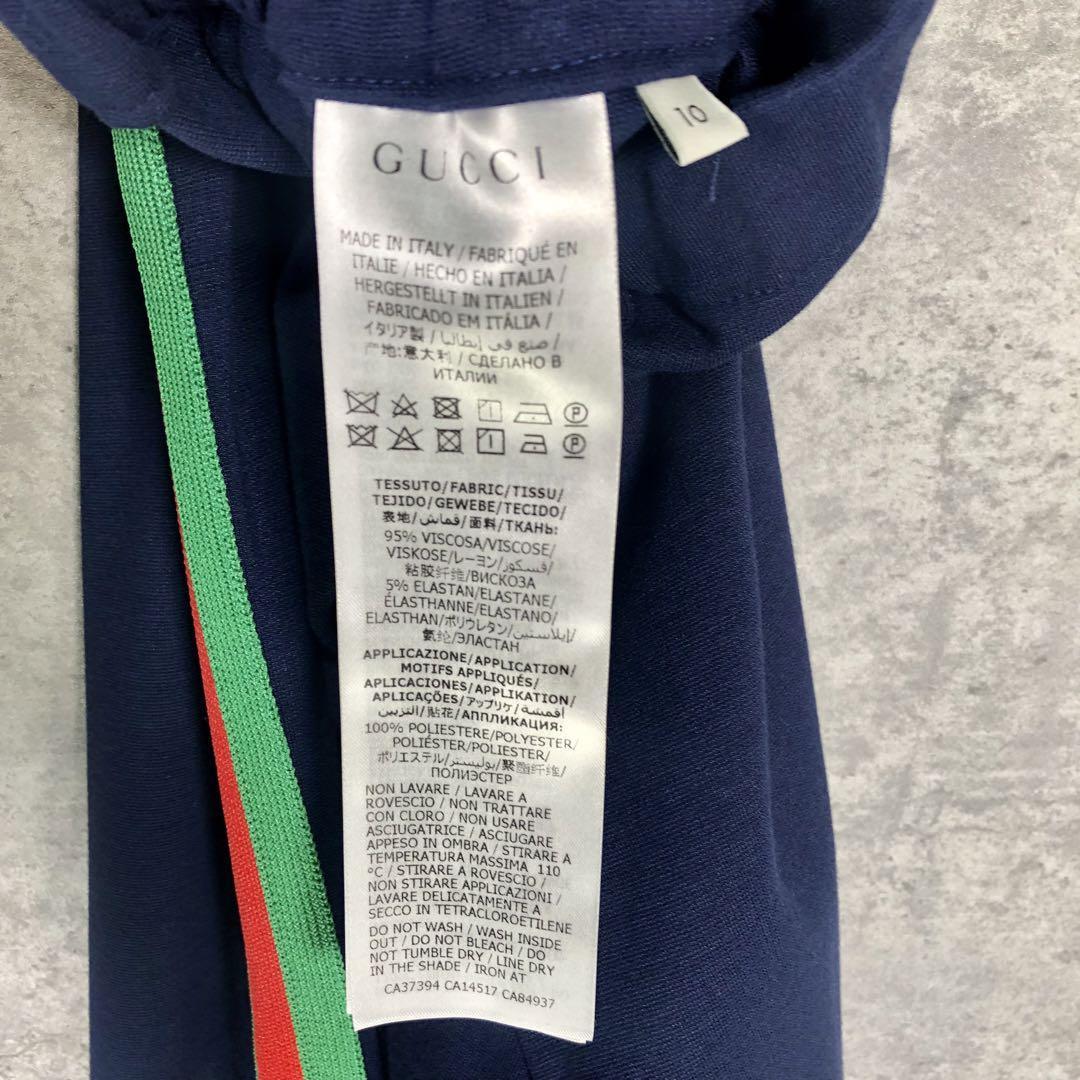 10
GUCCI
MADE IN ITALY / FABRIQUÉ EN
ITALIE / HECHO EN ITALIA /
HERGESTELLT IN ITALIEN /
FABRICADO EM ITÁLIA /
イタリア製 / صنع في إيطاليا /
产地:意大利 / СДЕЛАНО В
ИТАЛИИ
TESSUTO/FABRIC/TISSU/
TEJIDO/GEWEBE/TECIDO/
表地/قماش/面料/ТКАНЬ:
95% VISCOSA/VISCOSE/
VISKOSE/レーヨン/فسكوز/
粘胶纤维/ВИСКОЗА
5% ELASTAN/ELASTANE/
ÉLASTHANNE/ELASTANO/
ELASTHAN/ポリウレタン/إيلاستين/
氨纶/ЭЛАСТАН
APPLICAZIONE/APPLICATION/
MOTIFS APPLIQUÉS/
APLICACIONES/APPLIKATION/
APLICAÇÕES/アップリケ/أقمشة
التزيين/貼花/АППЛИКАЦИЯ:
100% POLIESTERE/POLYESTER/
POLIÉSTER/POLIESTER/
ポリエステル/بوليستر/聚酯纤维/
ПОЛИЭСТЕР
NON LAVARE / LAVARE A
ROVESCIO / NON TRATTARE
CON CLORO / NON USARE
ASCIUGATRICE / ASCIUGARE
APPESO IN OMBRA / STIRARE A
TEMPERATURA MASSIMA 110
°C / STIRARE A ROVESCIO /
NON STIRARE APPLICAZIONI /
LAVARE DELICATAMENTE A
SECCO IN TETRACLOROETILENE
DO NOT WASH / WASH INSIDE
OUT / DO NOT BLEACH / DO
NOT TUMBLE DRY / LINE DRY
IN THE SHADE / IRON AT
CA37394 CA14517 CA84937